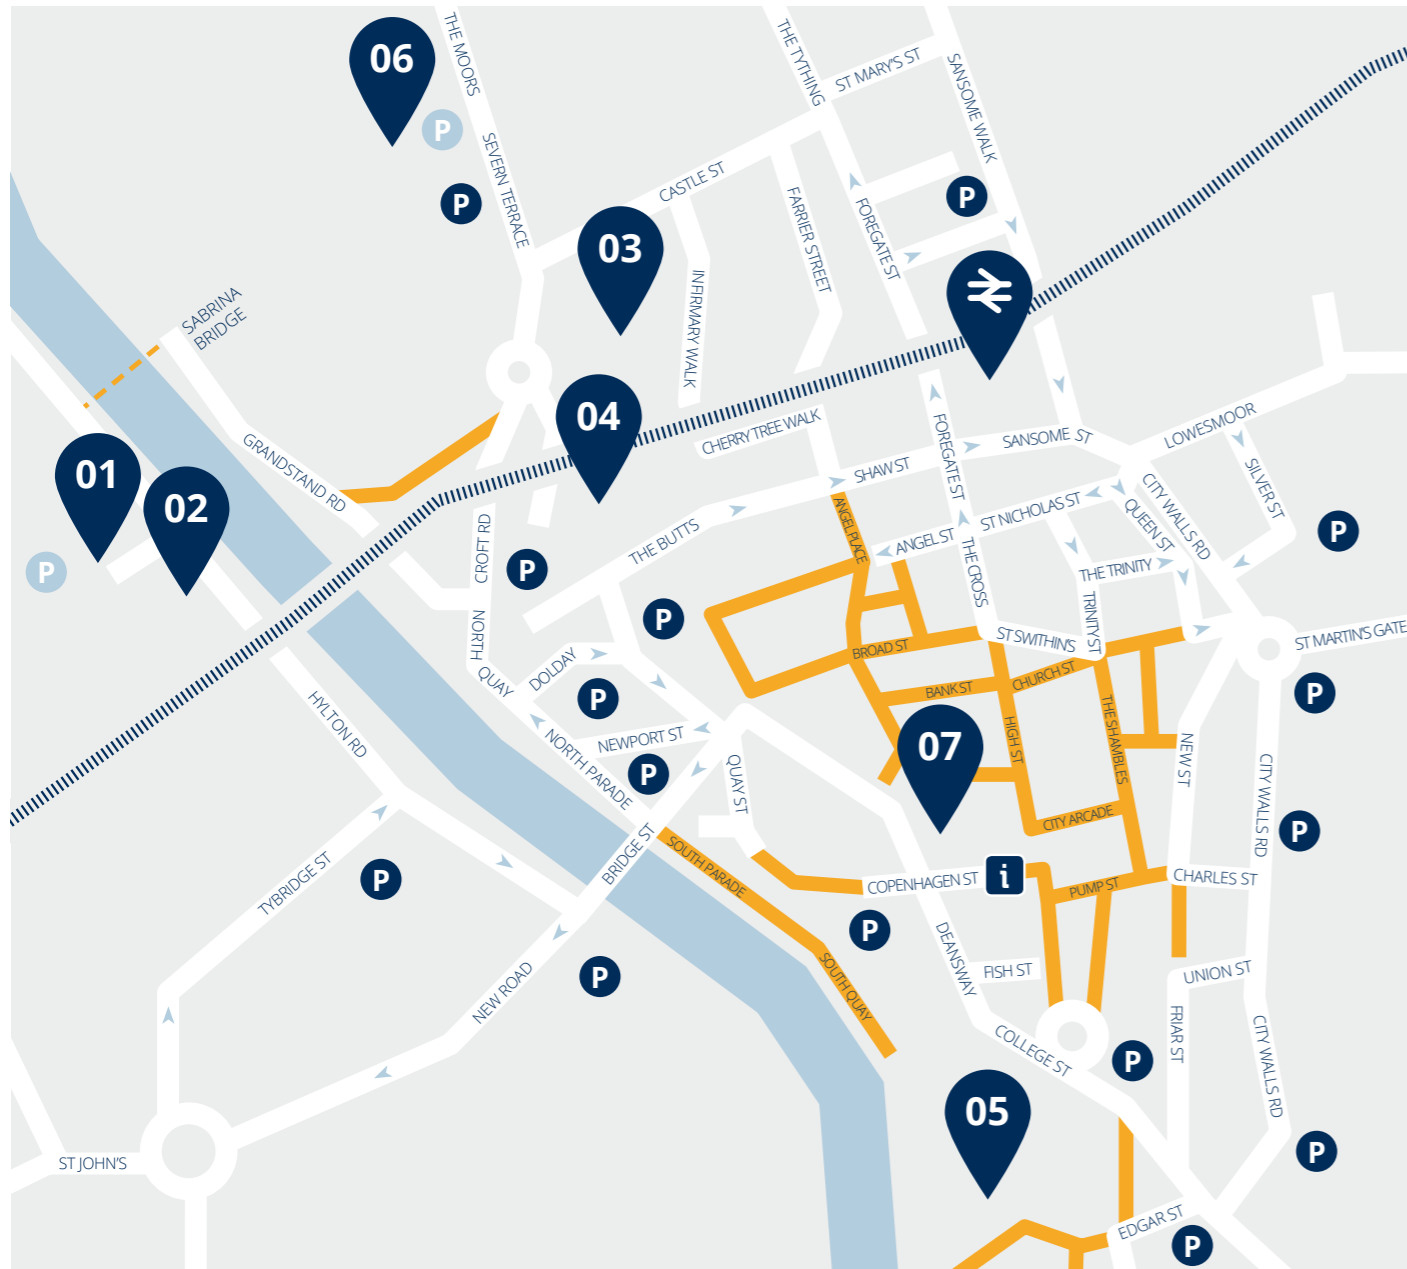 06
P
P
THE MOORS
SEVERN TERRACE
THE TYTHING
ST MARY'S ST
SANSOME WALK
CASTLE ST
FARRIER STREET
FOREGATE ST
P
03
INFIRMARY WALK
SABRINA
BRIDGE
GRANDSTAND RD
01
02
P
04
CHERRY TREE WALK
FOREGATE ST
SHAW ST
SANSOME ST
LOWESMOOR
SILVER ST
P
CITY WALLS RD
QUEEN ST
ST NICHOLAS ST
ANGEL ST
ANGEL PLACE
THE BUTTS
CROFT RD
NORTH
QUAY
P
P
THE CROSS
THE TRINITY
TRINITY ST
ST SWITHIN'S
ST MARTIN'S GATE
P
BROAD ST
BANK ST
CHURCH ST
DOLDAY
P
NEWPORT ST
P
NORTH PARADE
HYLTON RD
QUAY ST
07
HIGH ST
THE SHAMBLES
NEW ST
CITY WALLS RD
P
CITY ARCADE
BRIDGE ST
SOUTH PARADE
TYBRIDGE ST
P
COPENHAGEN ST
i
PUMP ST
CHARLES ST
P
DEANSWAY
FISH ST
UNION ST
NEW ROAD
P
SOUTH QUAY
COLLEGE ST
P
FRIAR ST
CITY WALLS RD
05
P
ST JOHN'S
EDGAR ST
P